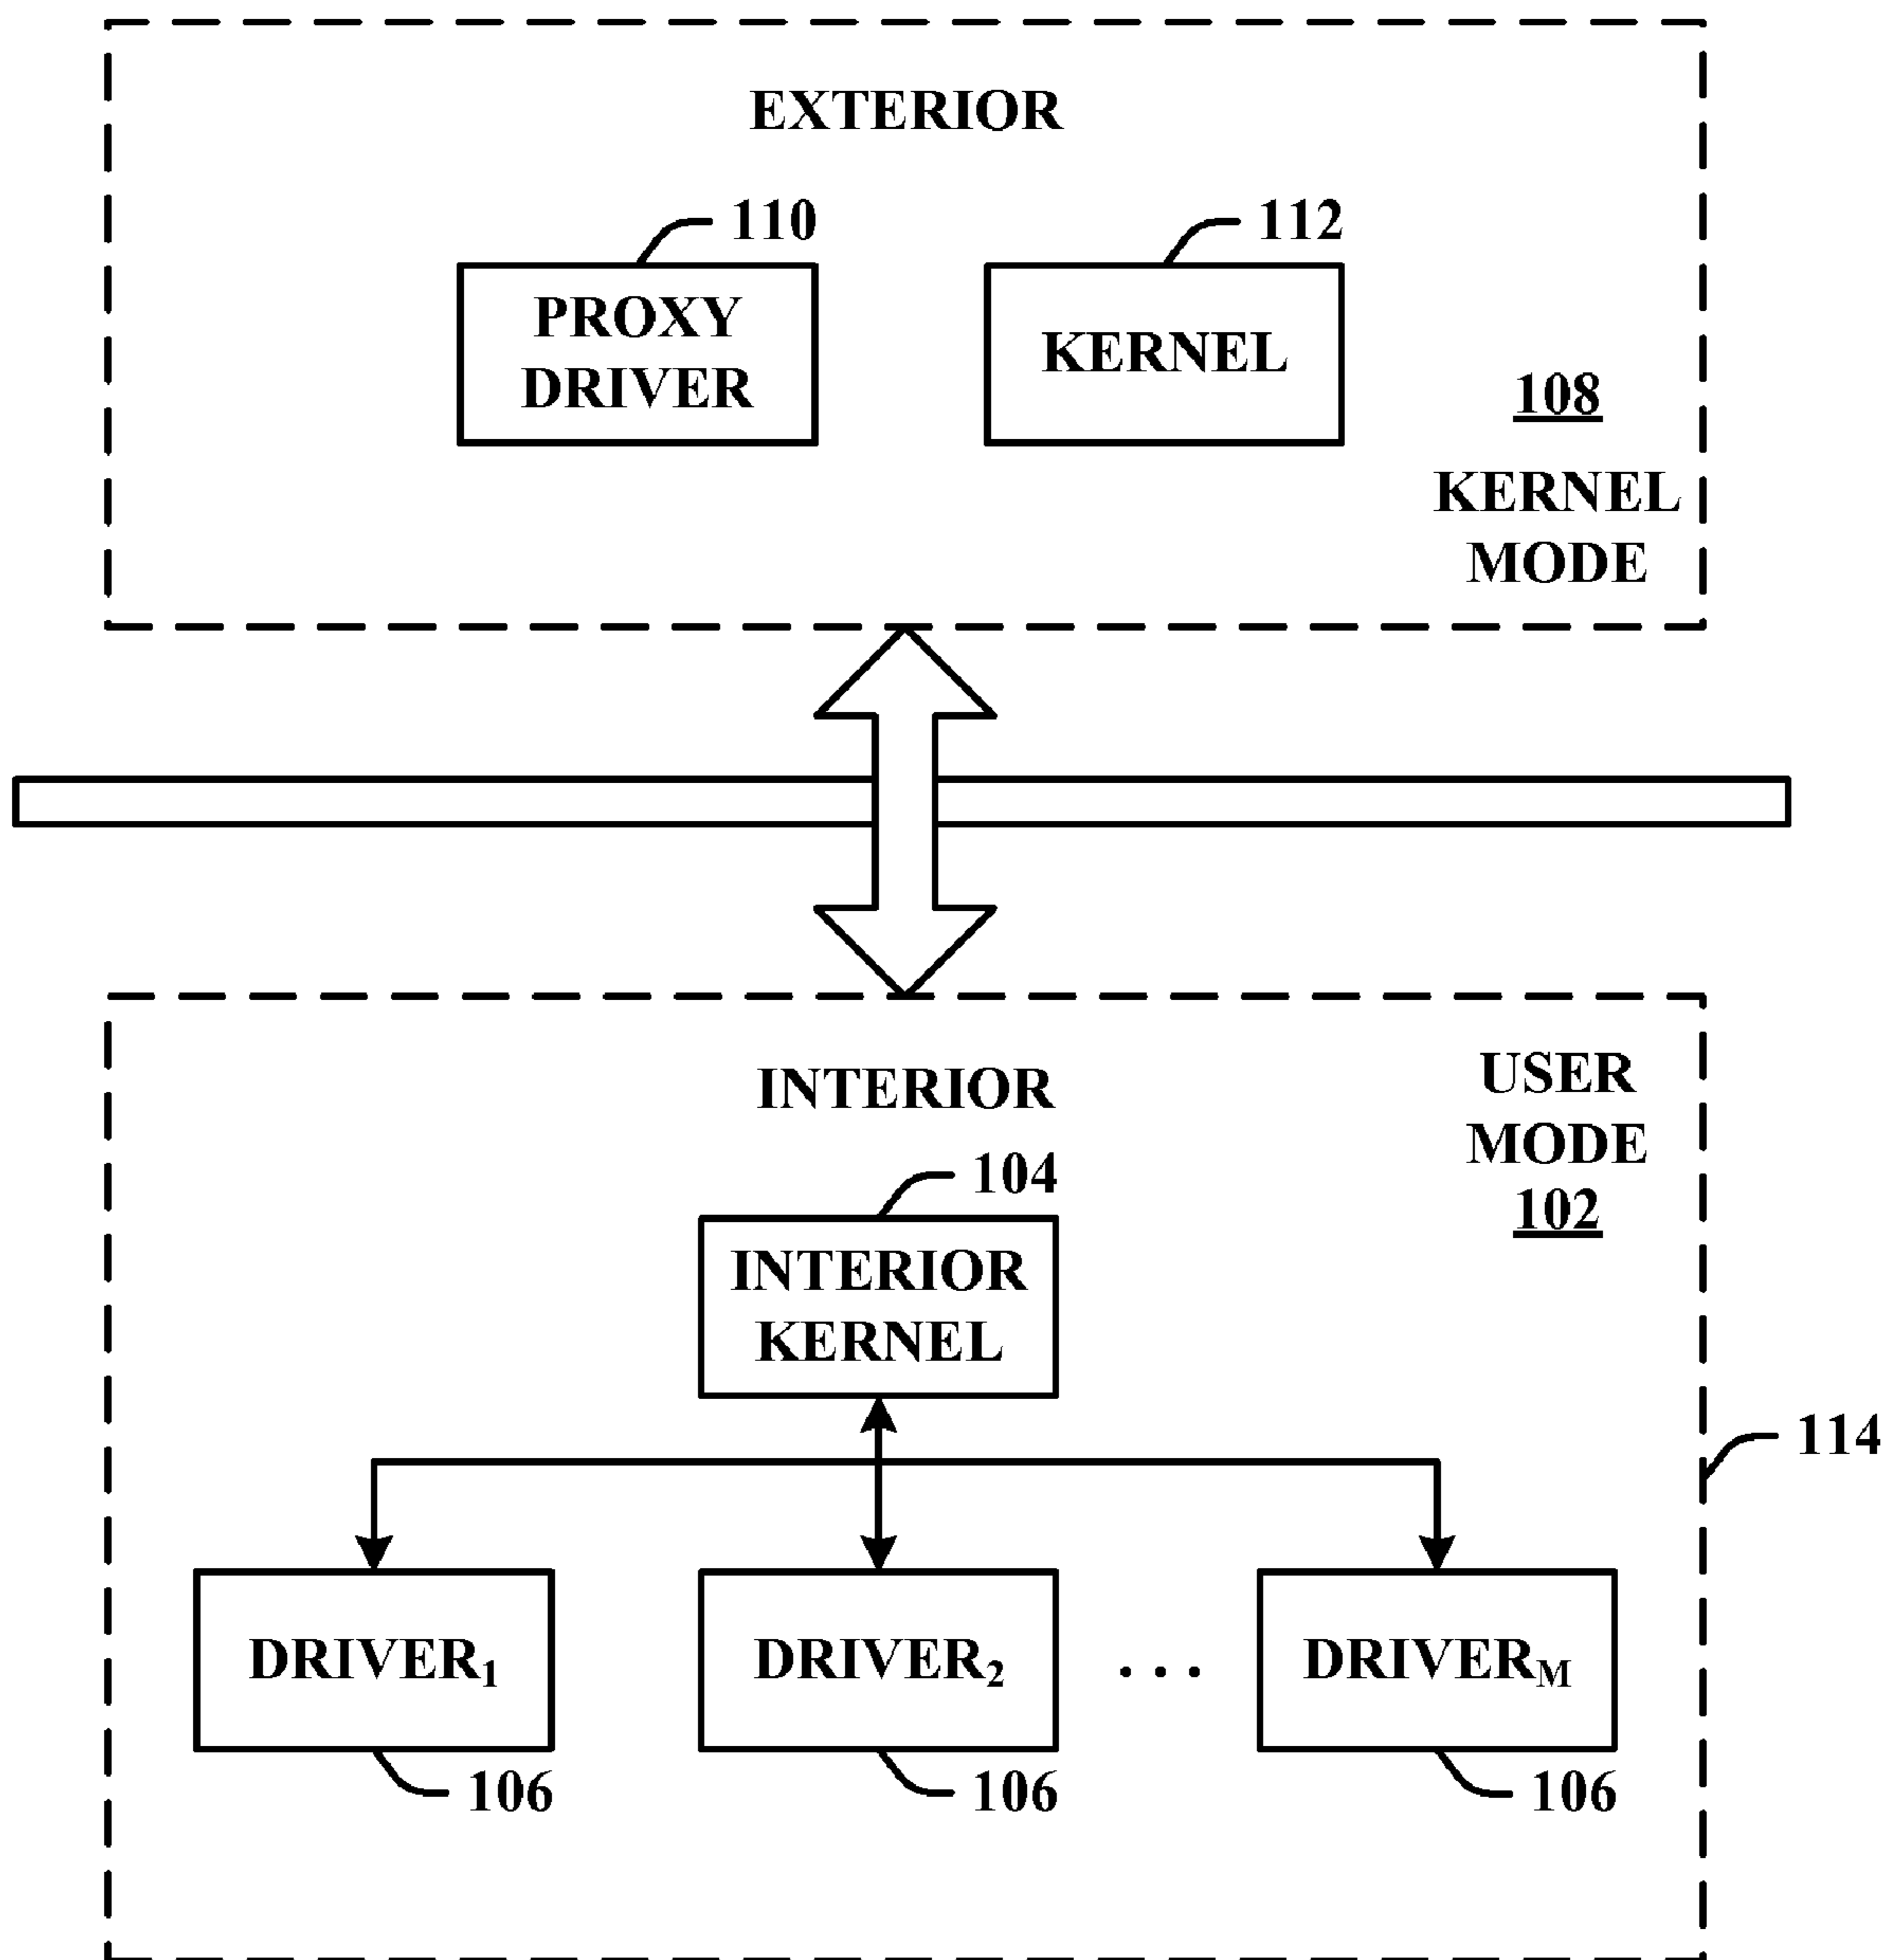 EXTERIOR
110
112
PROXY
DRIVER
KERNEL
108
KERNEL
MODE
INTERIOR
USER
MODE
102
104
INTERIOR
KERNEL
114
DRIVER₁
DRIVER₂
. . .
DRIVERM
106
106
106